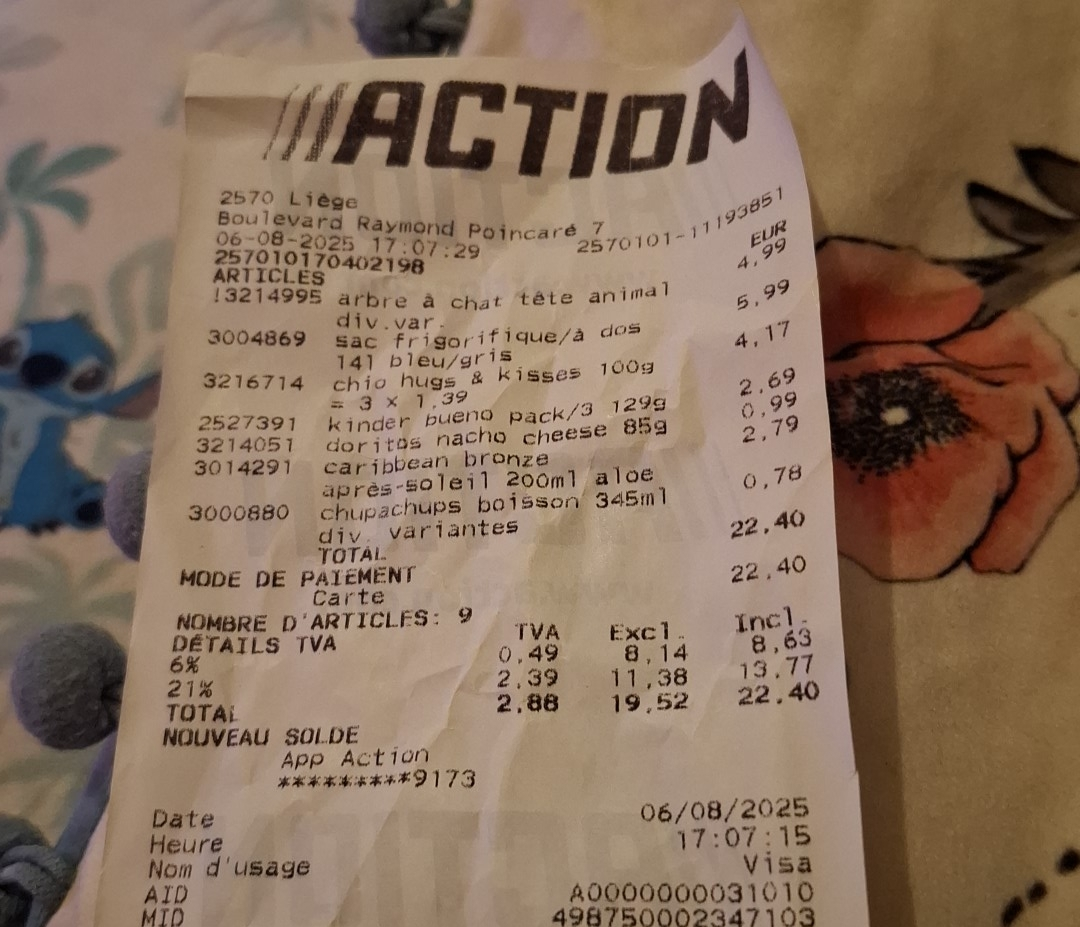 ACTION
2570 Liège
Boulevard Raymond Poincaré 7
06-08-2025 17:07:29 2570101-11193851
257010170402198 EUR
ARTICLES
!3214995 arbre à chat tête animal 4,99
div.var.
3004869 sac frigorifique/à dos 5,99
14l bleu/gris
3216714 chio hugs & kisses 100g 4,17
= 3 x 1,39
2527391 kinder bueno pack/3 129g 2,69
3214051 doritos nacho cheese 85g 0,99
3014291 caribbean bronze 2,79
après-soleil 200ml aloe
3000880 chupachups boisson 345ml 0,78
div. variantes
TOTAL 22,40
MODE DE PAIEMENT
Carte 22,40
NOMBRE D'ARTICLES: 9
DÉTAILS TVA TVA Excl. Incl.
6% 0,49 8,14 8,63
21% 2,39 11,38 13,77
TOTAL 2,88 19,52 22,40
NOUVEAU SOLDE
App Action
*********9173
Date 06/08/2025
Heure 17:07:15
Nom d'usage Visa
AID A0000000031010
MID 498750002347103